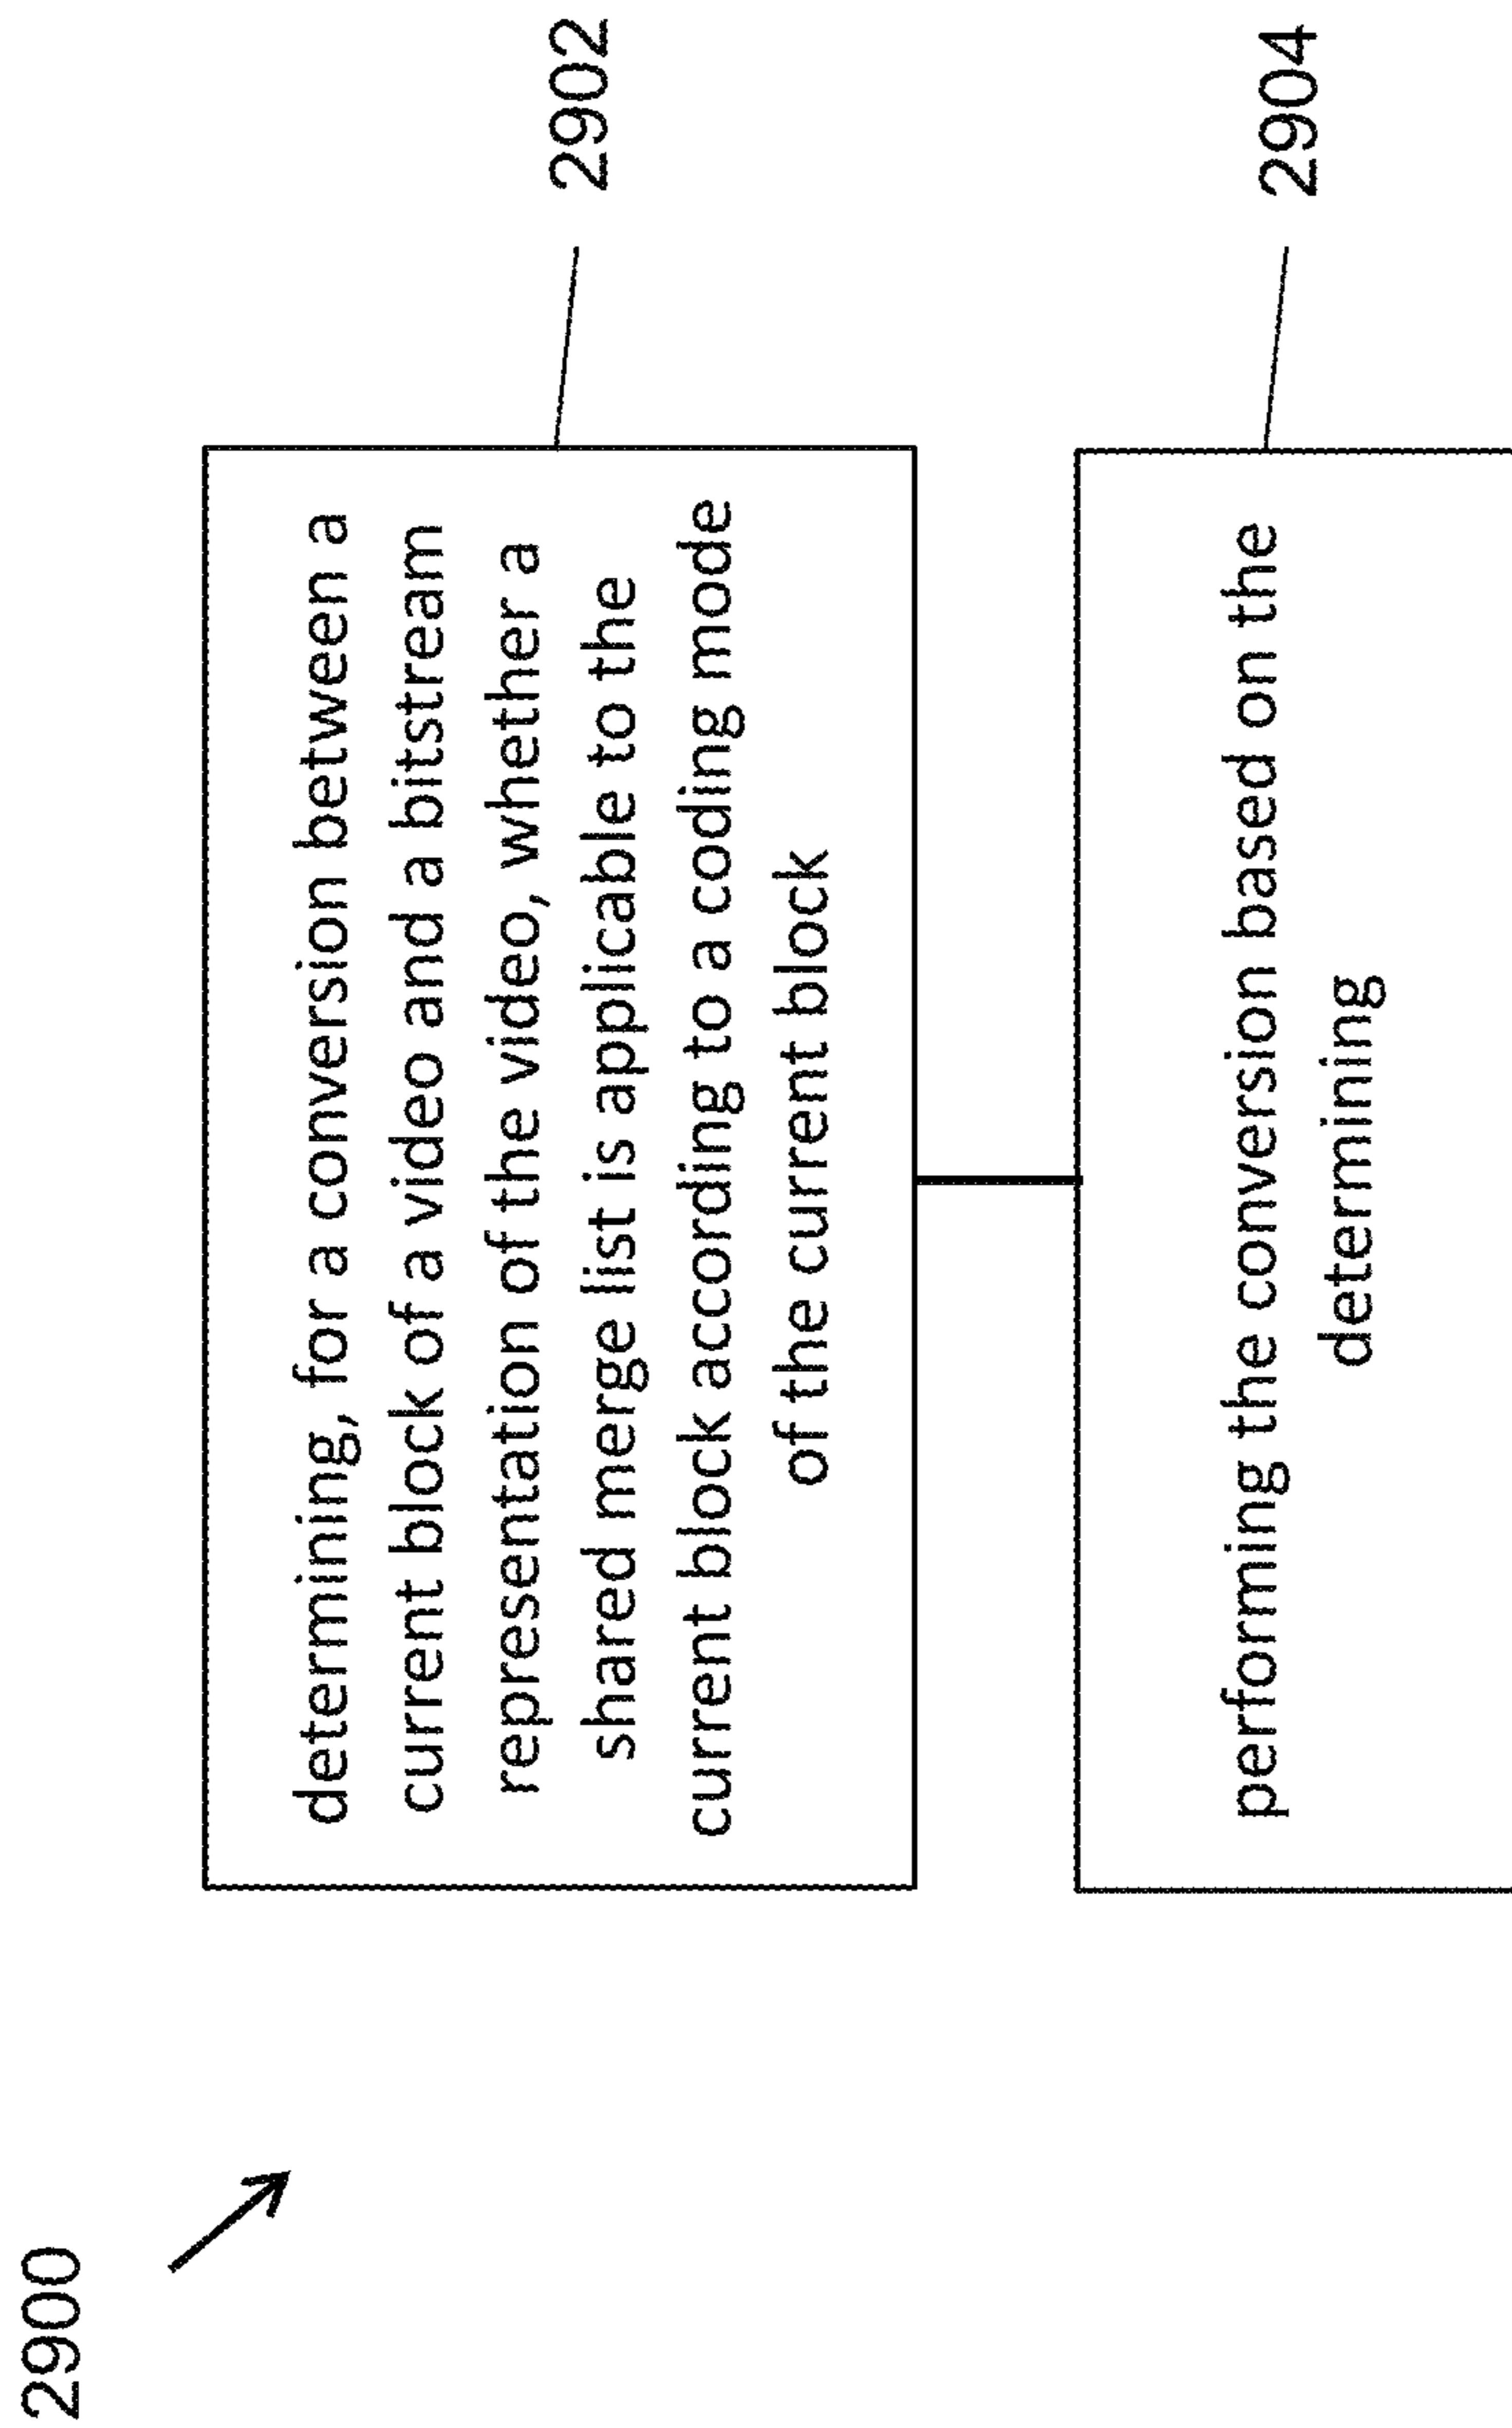 2900
determining, for a conversion between a
current block of a video and a bitstream
representation of the video, whether a
shared merge list is applicable to the
current block according to a coding mode
of the current block
2902
performing the conversion based on the
determining
2904